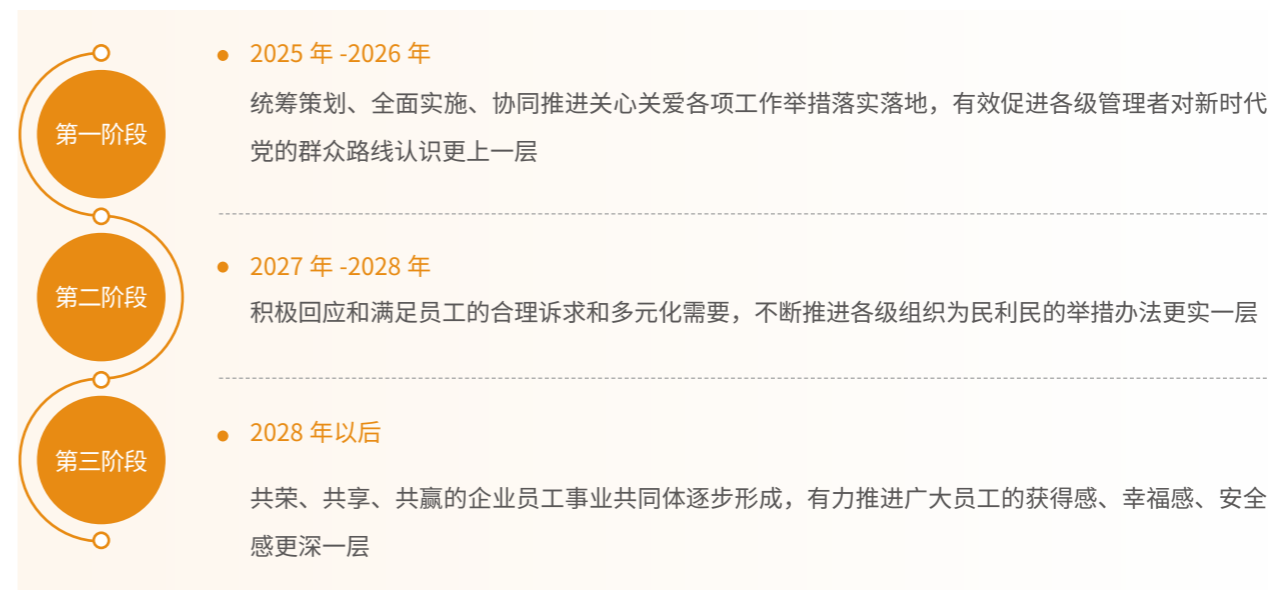 第一阶段
2025 年 -2026 年
统筹策划、全面实施、协同推进关心关爱各项工作举措落实落地，有效促进各级管理者对新时代
党的群众路线认识更上一层
第二阶段
2027 年 -2028 年
积极回应和满足员工的合理诉求和多元化需要，不断推进各级组织为民利民的举措办法更实一层
第三阶段
2028 年以后
共荣、共享、共赢的企业员工事业共同体逐步形成，有力推进广大员工的获得感、幸福感、安全
感更深一层